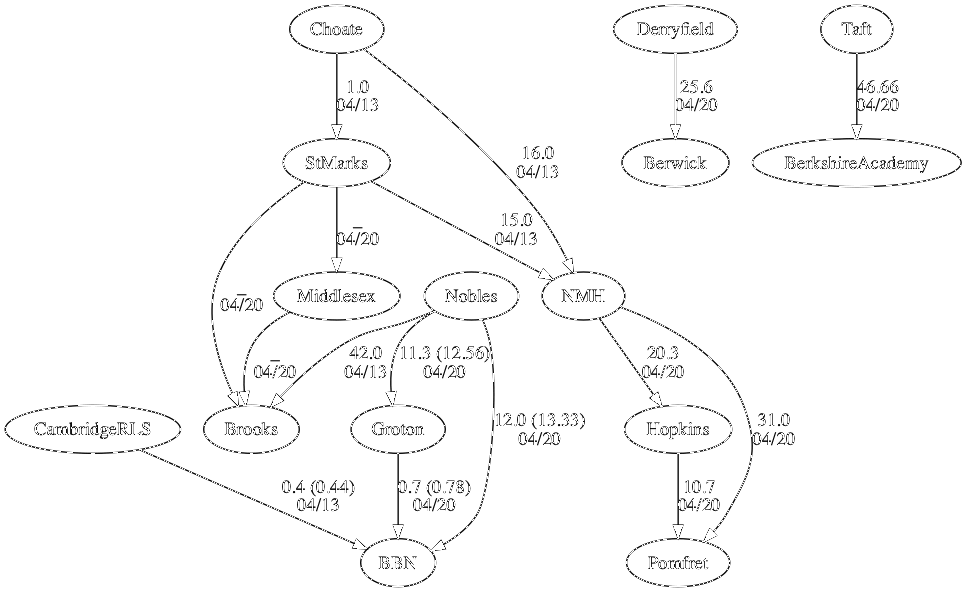 Choate
Derryfield
Taft
1.0
04/13
25.6
04/20
46.66
04/20
StMarks
16.0
04/13
Berwick
BerkshireAcademy
–
04/20
15.0
04/13
–
04/20
Middlesex
Nobles
NMH
–
04/20
42.0
04/13
11.3 (12.56)
04/20
20.3
04/20
12.0 (13.33)
04/20
31.0
04/20
CambridgeRLS
Brooks
Groton
Hopkins
0.4 (0.44)
04/13
0.7 (0.78)
04/20
10.7
04/20
BBN
Pomfret